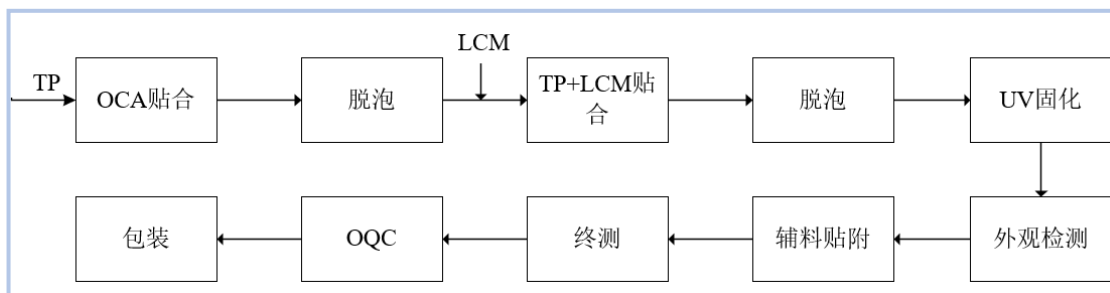 LCM
TP
OCA贴合
脱泡
TP+LCM贴
合
脱泡
UV固化
包装
OQC
终测
辅料贴附
外观检测